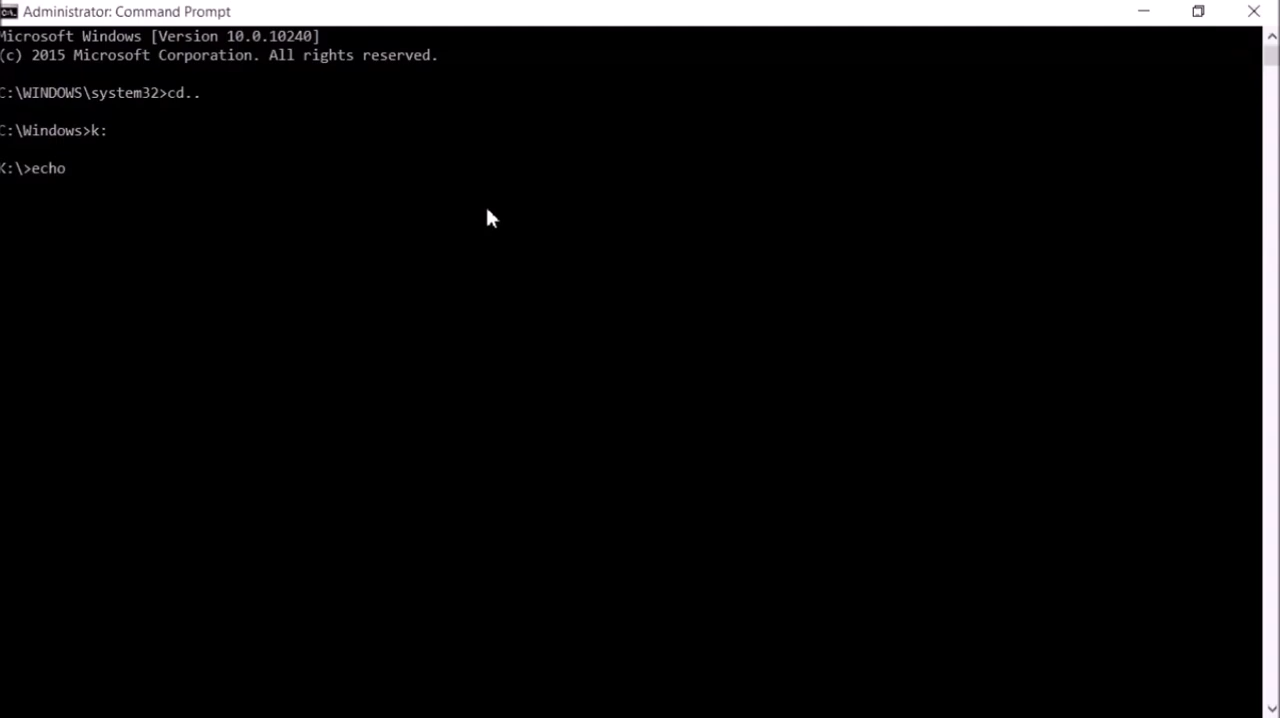 Administrator: Command Prompt
Microsoft Windows [Version 10.0.10240]
(c) 2015 Microsoft Corporation. All rights reserved.
C:\WINDOWS\system32>cd..
C:\Windows>k:
K:\>echo